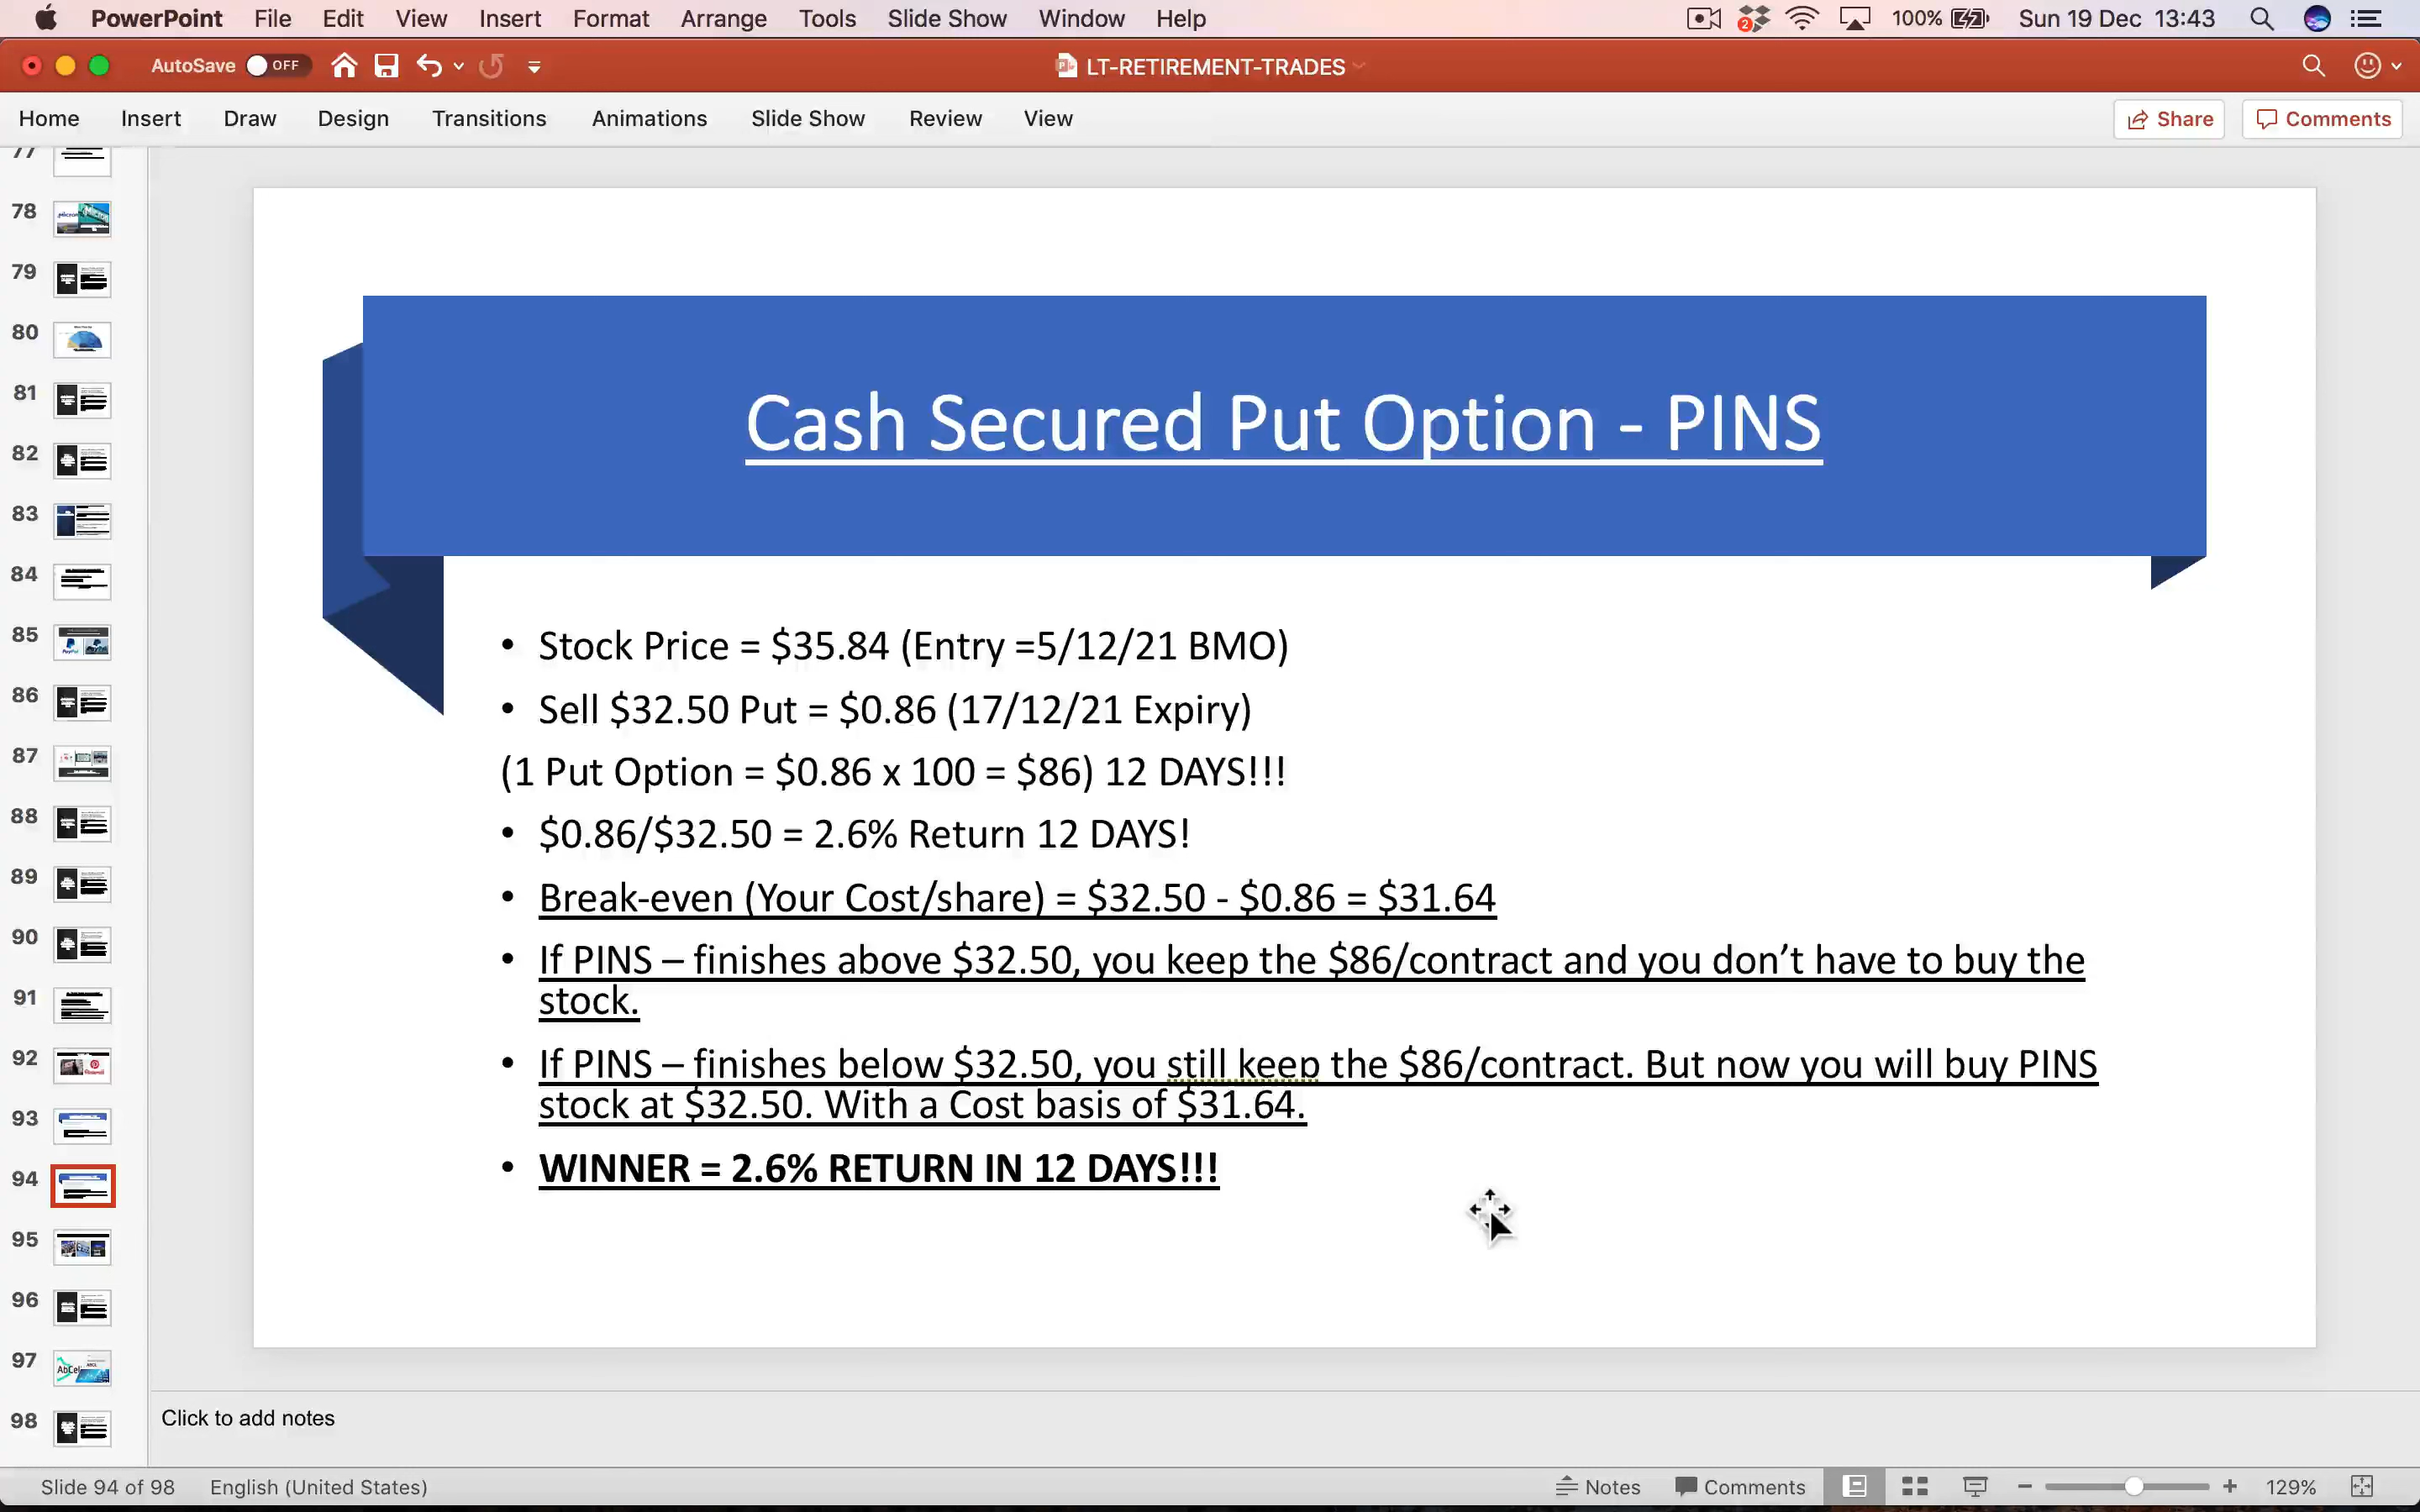 PowerPoint File Edit View Insert Format Arrange Tools Slide Show Window Help 2 100% Sun 19 Dec 13:43
AutoSave OFF LT-RETIREMENT-TRADES
Home Insert Draw Design Transitions Animations Slide Show Review View Share Comments
77
78
79
80
81
82
83
84
85
86
87
88
89
90
91
92
93
94
95
96
97
98
Cash Secured Put Option - PINS
• Stock Price = $35.84 (Entry =5/12/21 BMO)
• Sell $32.50 Put = $0.86 (17/12/21 Expiry)
(1 Put Option = $0.86 x 100 = $86) 12 DAYS!!!
• $0.86/$32.50 = 2.6% Return 12 DAYS!
• Break-even (Your Cost/share) = $32.50 - $0.86 = $31.64
• If PINS – finishes above $32.50, you keep the $86/contract and you don’t have to buy the
stock.
• If PINS – finishes below $32.50, you still keep the $86/contract. But now you will buy PINS
stock at $32.50. With a Cost basis of $31.64.
• WINNER = 2.6% RETURN IN 12 DAYS!!!
Click to add notes
Slide 94 of 98 English (United States) Notes Comments 129%